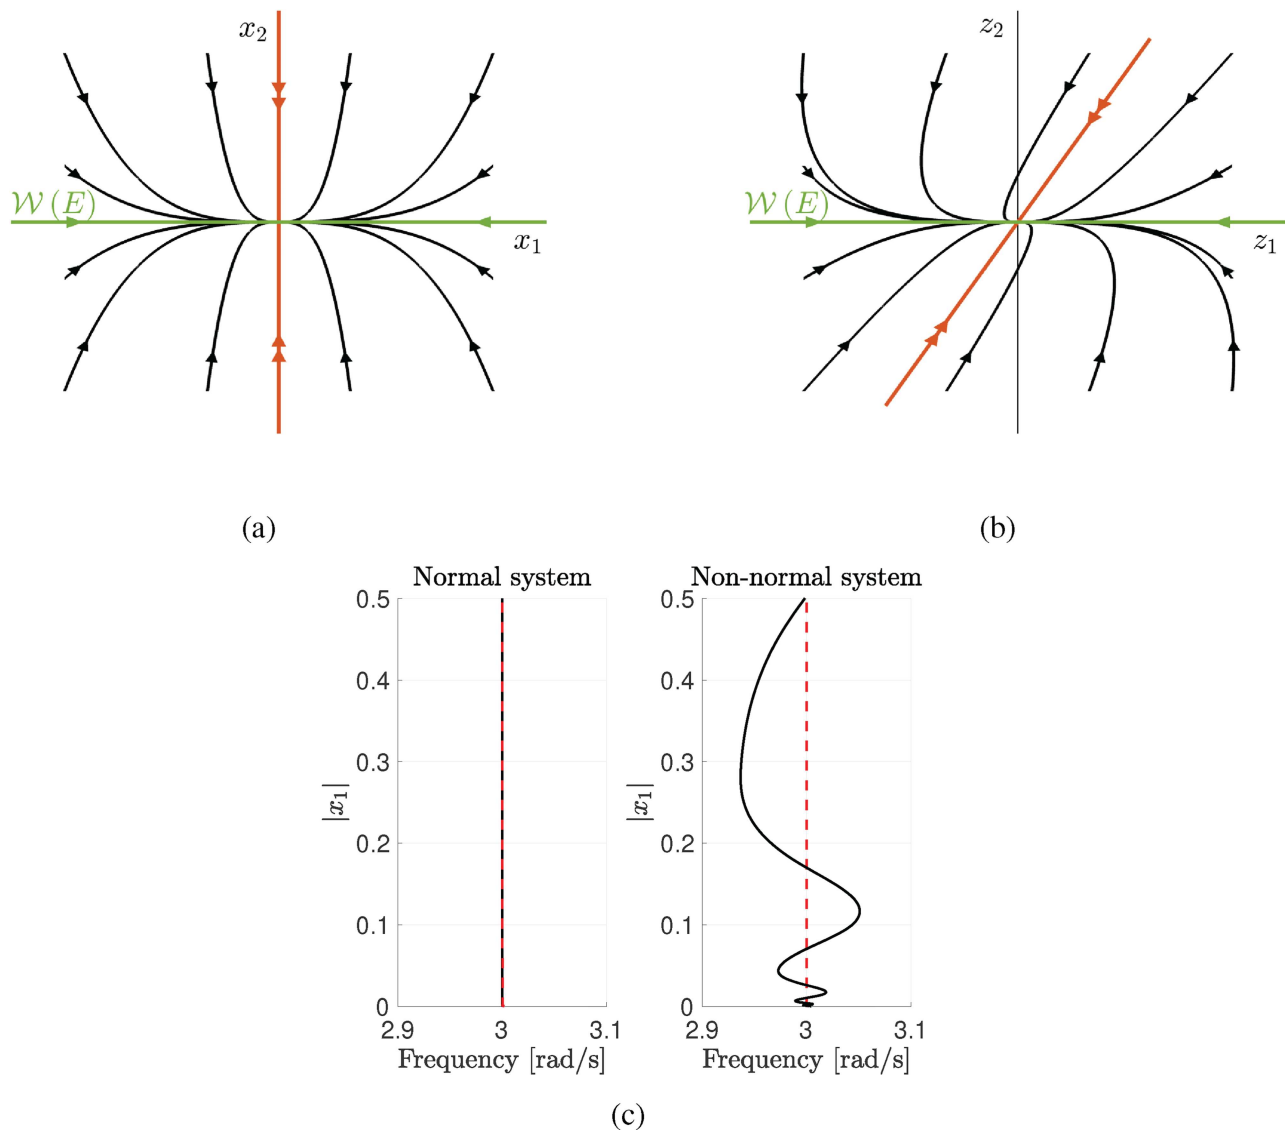 x₂
z₂
𝒲(E)
x₁
𝒲(E)
z₁
(a)
(b)
Normal system
Non-normal system
0.5
0.4
0.3
0.2
0.1
0
|x₁|
2.9
3
3.1
Frequency [rad/s]
0.5
0.4
0.3
0.2
0.1
0
|x₁|
2.9
3
3.1
Frequency [rad/s]
(c)